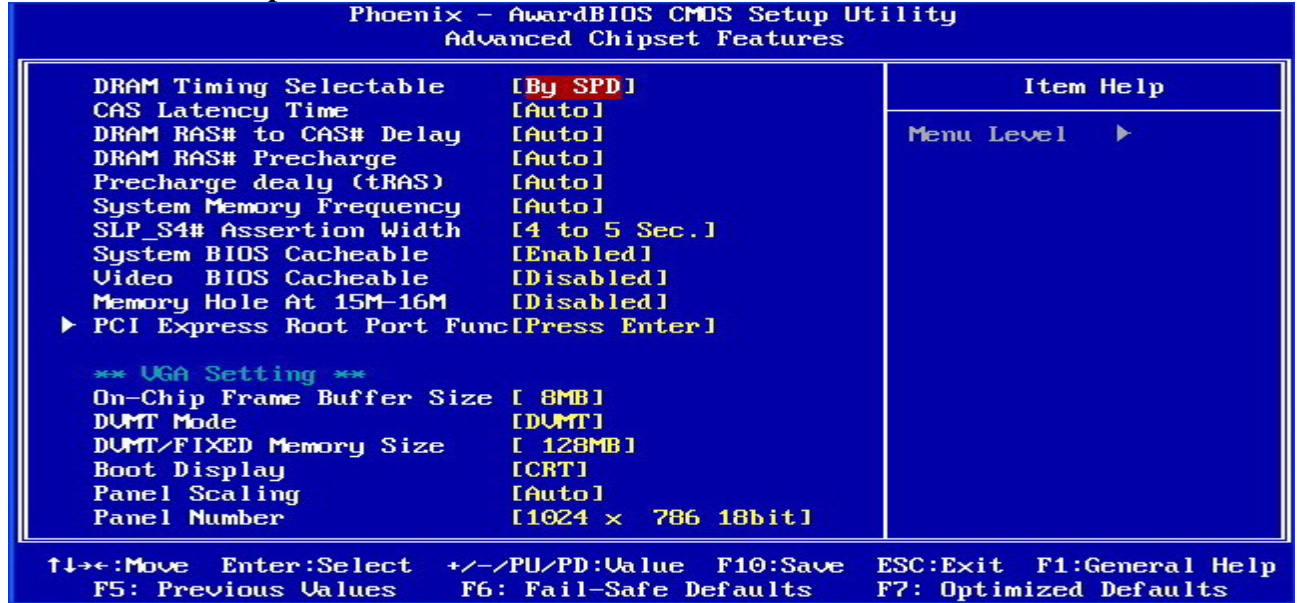 Phoenix - AwardBIOS CMOS Setup Utility
Advanced Chipset Features
DRAM Timing Selectable [By SPD]
CAS Latency Time [Auto]
DRAM RAS# to CAS# Delay [Auto]
DRAM RAS# Precharge [Auto]
Precharge dealy (tRAS) [Auto]
System Memory Frequency [Auto]
SLP_S4# Assertion Width [4 to 5 Sec.]
System BIOS Cacheable [Enabled]
Video BIOS Cacheable [Disabled]
Memory Hole At 15M-16M [Disabled]
▶ PCI Express Root Port Func[Press Enter]
** VGA Setting **
On-Chip Frame Buffer Size [ 8MB]
DVMT Mode [DVMT]
DVMT/FIXED Memory Size [ 128MB]
Boot Display [CRT]
Panel Scaling [Auto]
Panel Number [1024 x 786 18bit]
Item Help
Menu Level ▶
↑↓→←:Move Enter:Select +/-/PU/PD:Value F10:Save ESC:Exit F1:General Help
F5: Previous Values F6: Fail-Safe Defaults F7: Optimized Defaults